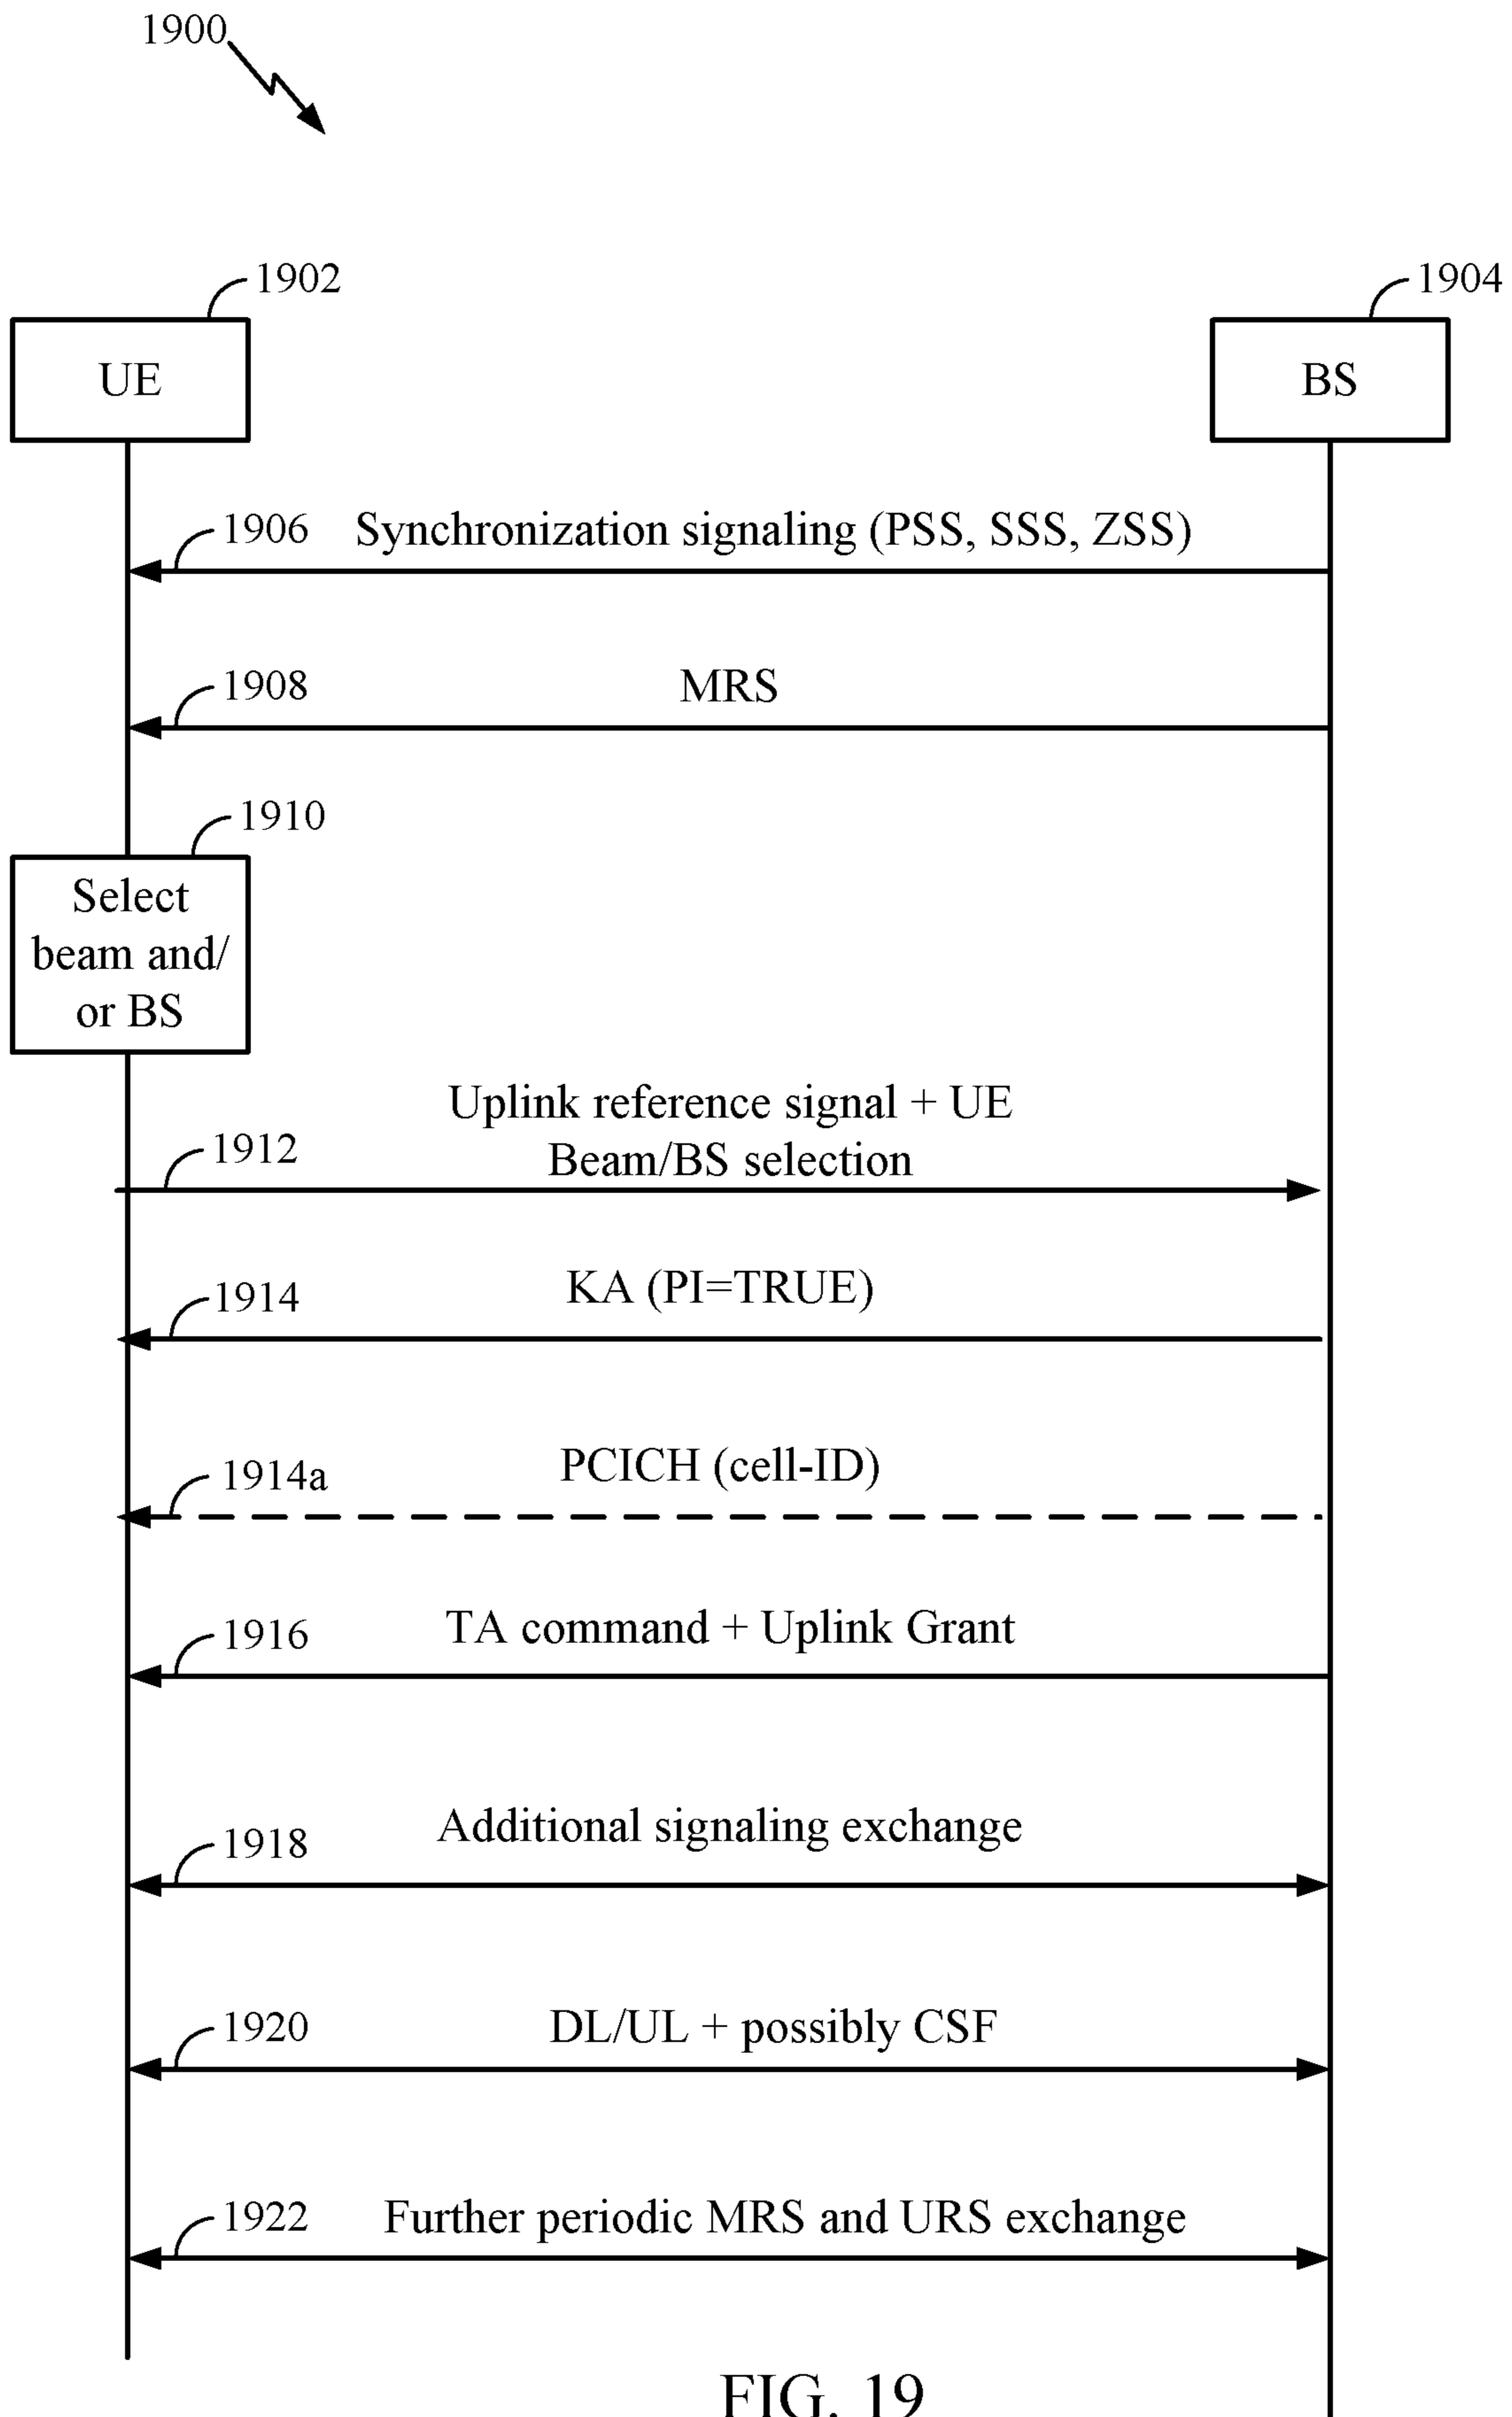 1900
1902
1904
UE
BS
1906
Synchronization signaling (PSS, SSS, ZSS)
1908
MRS
1910
Select
beam and/
or BS
Uplink reference signal + UE
Beam/BS selection
1912
KA (PI=TRUE)
1914
PCICH (cell-ID)
1914a
TA command + Uplink Grant
1916
Additional signaling exchange
1918
DL/UL + possibly CSF
1920
Further periodic MRS and URS exchange
1922
FIG. 19